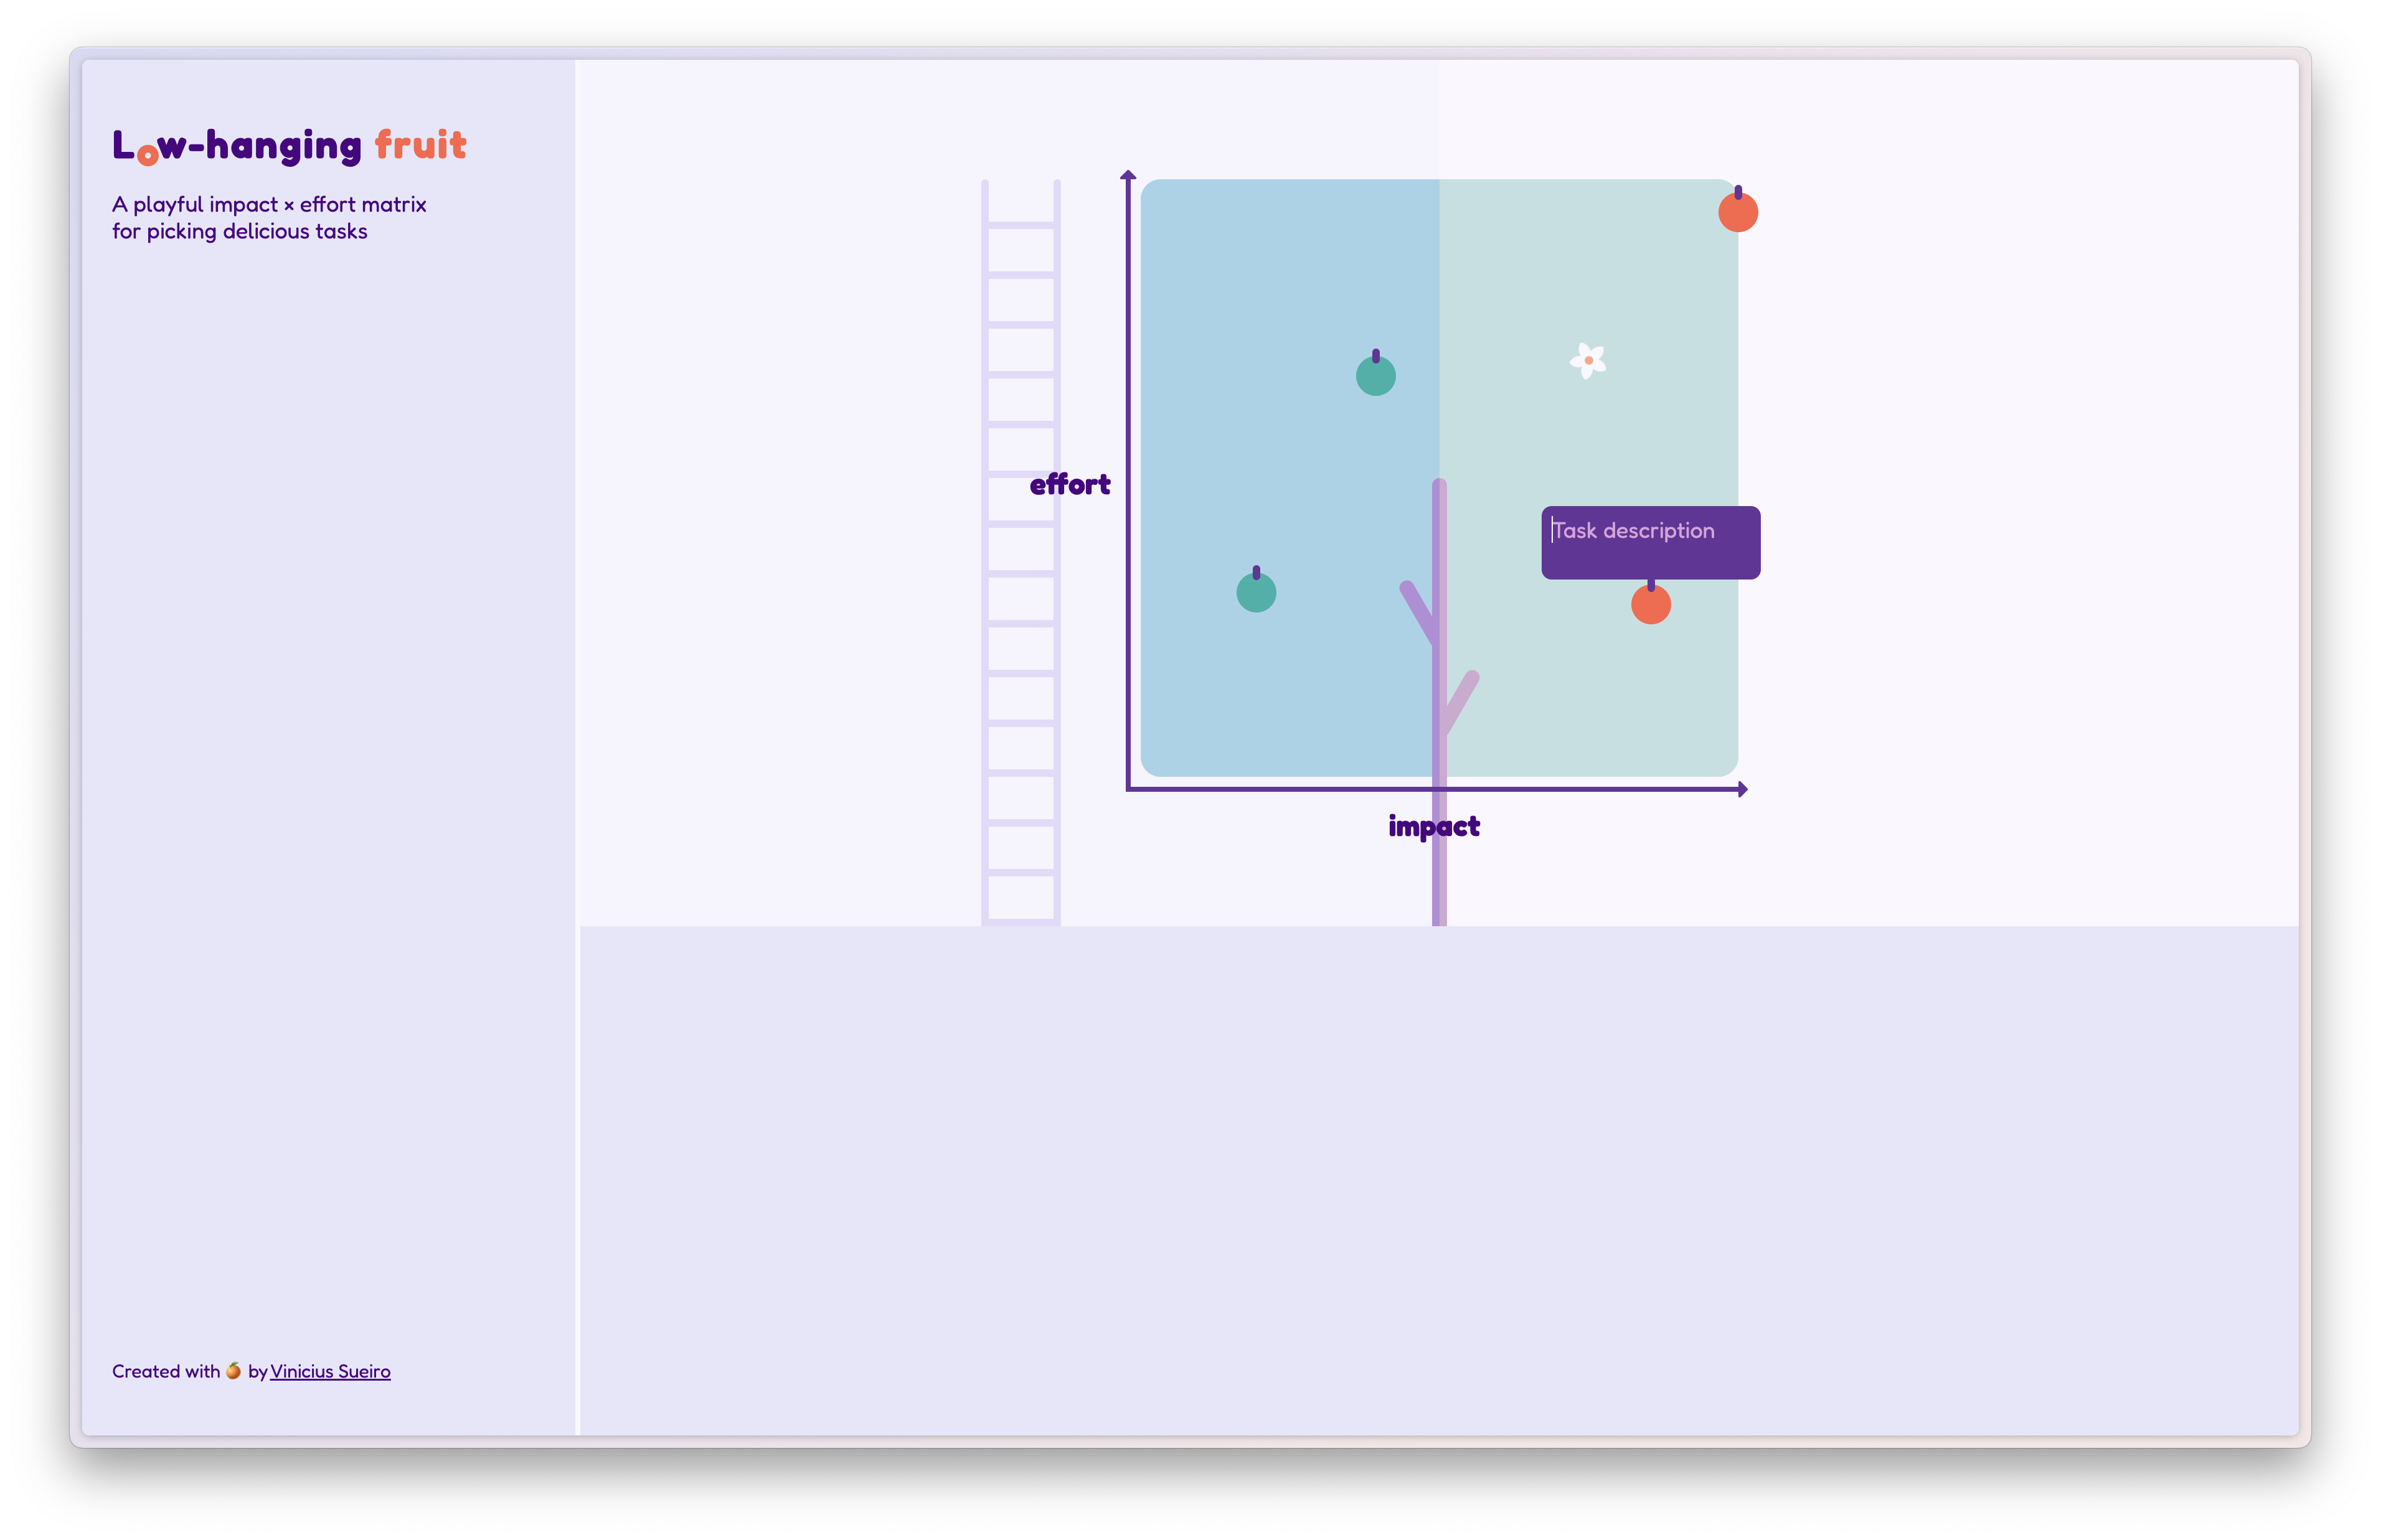 Low-hanging fruit
A playful impact × effort matrix
for picking delicious tasks
effort
Task description
impact
Created with 🍊 by Vinicius Sueiro